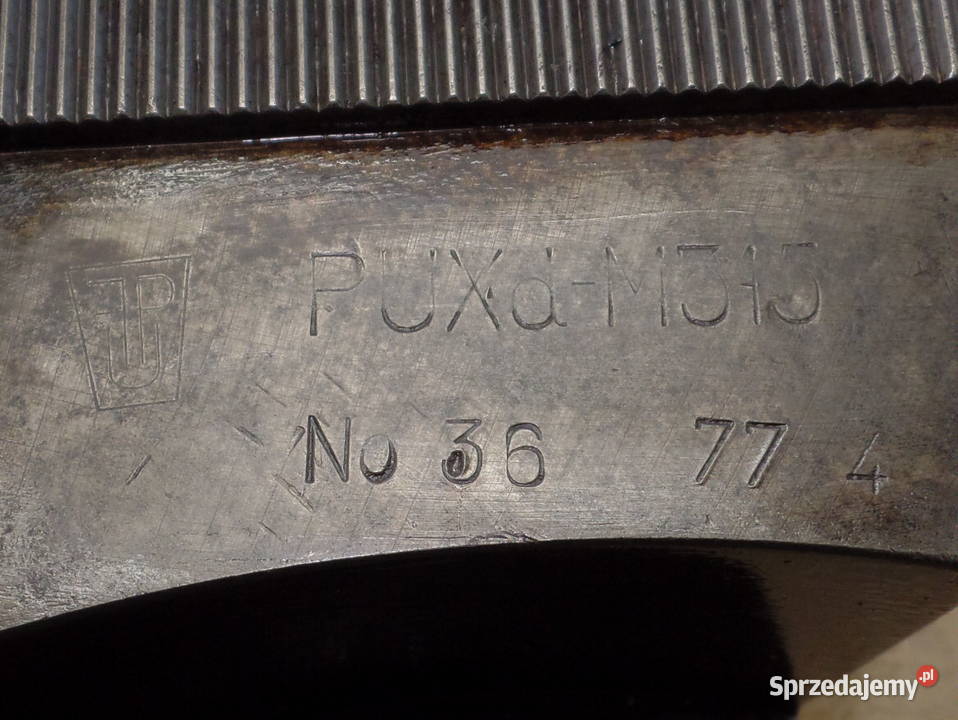 PUXd-M315
No 36 77 4
Sprzedajemy.pl